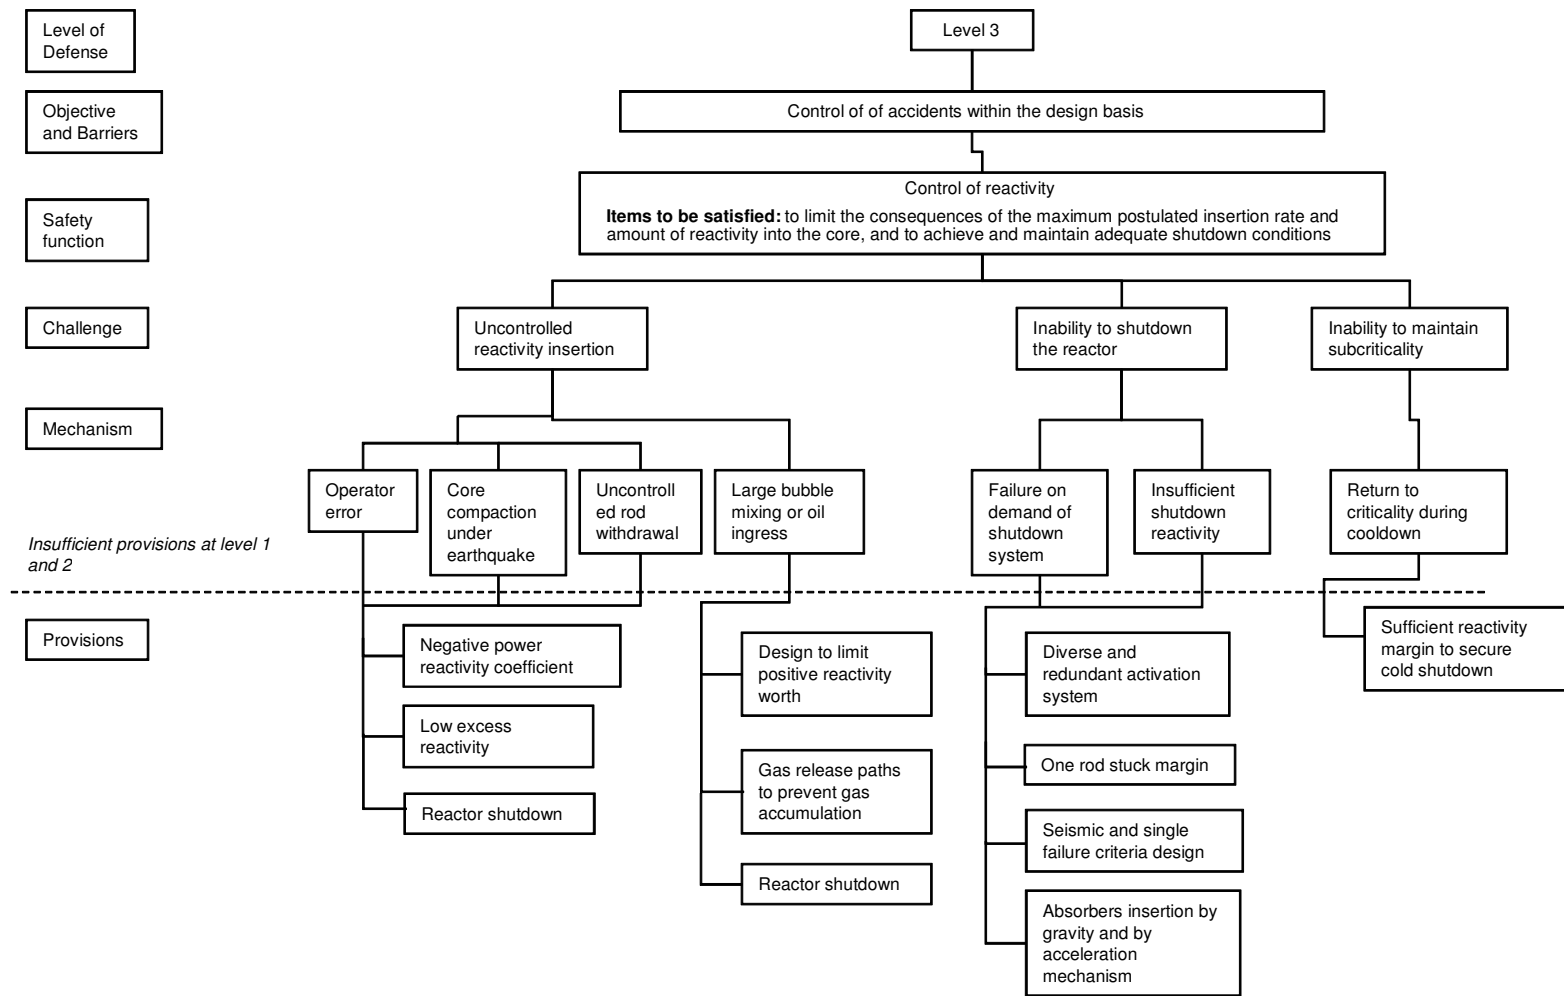 Level of
Defense
Level 3
Objective
and Barriers
Control of of accidents within the design basis
Safety
function
Control of reactivity
Items to be satisfied: to limit the consequences of the maximum postulated insertion rate and
amount of reactivity into the core, and to achieve and maintain adequate shutdown conditions
Challenge
Uncontrolled
reactivity insertion
Inability to shutdown
the reactor
Inability to maintain
subcriticality
Mechanism
Operator
error
Core
compaction
under
earthquake
Uncontroll
ed rod
withdrawal
Large bubble
mixing or oil
ingress
Failure on
demand of
shutdown
system
Insufficient
shutdown
reactivity
Return to
criticality during
cooldown
Insufficient provisions at level 1
and 2
Provisions
Negative power
reactivity coefficient
Low excess
reactivity
Reactor shutdown
Design to limit
positive reactivity
worth
Gas release paths
to prevent gas
accumulation
Reactor shutdown
Diverse and
redundant activation
system
One rod stuck margin
Seismic and single
failure criteria design
Absorbers insertion by
gravity and by
acceleration
mechanism
Sufficient reactivity
margin to secure
cold shutdown